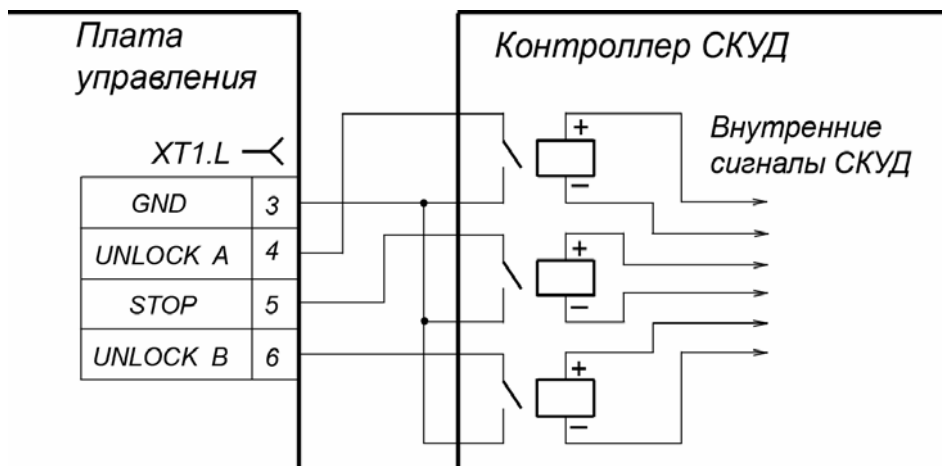 Плата
управления
Контроллер СКУД
XT1.L
GND 3
UNLOCK A 4
STOP 5
UNLOCK B 6
+
−
+
−
+
−
Внутренние
сигналы СКУД